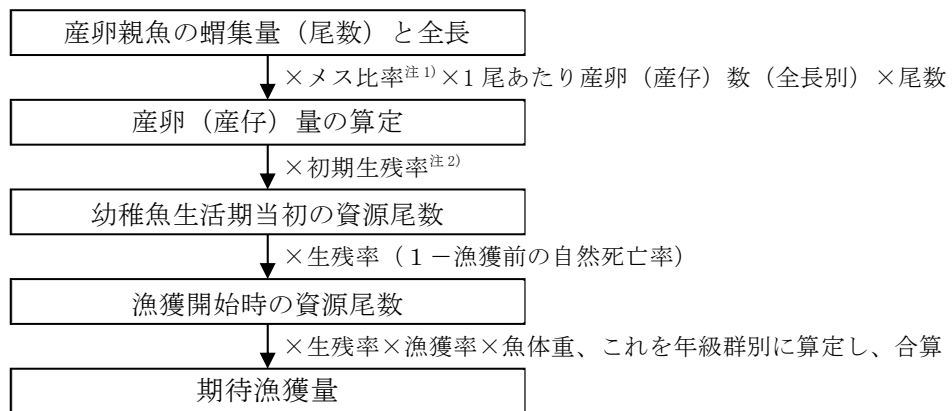 産卵親魚の蝟集量（尾数）と全長
×メス比率注1)×1尾あたり産卵（産仔）数（全長別）×尾数
産卵（産仔）量の算定
×初期生残率注2)
幼稚魚生活期当初の資源尾数
×生残率（１－漁獲前の自然死亡率）
漁獲開始時の資源尾数
×生残率×漁獲率×魚体重、これを年級群別に算定し、合算
期待漁獲量